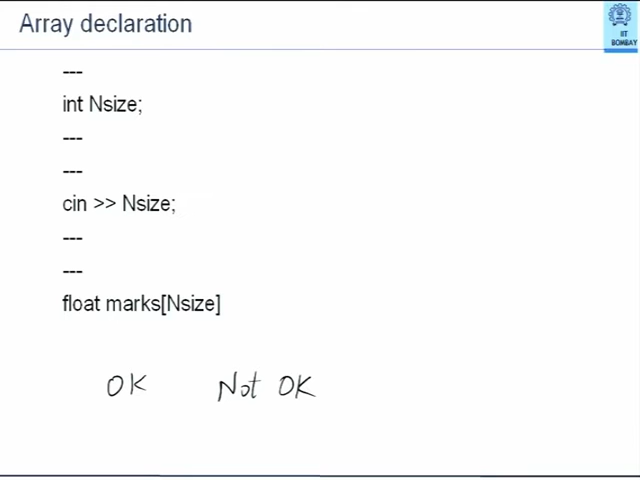 Array declaration
IIT
BOMBAY
---
int Nsize;
---
---
cin >> Nsize;
---
---
float marks[Nsize]
OK Not OK